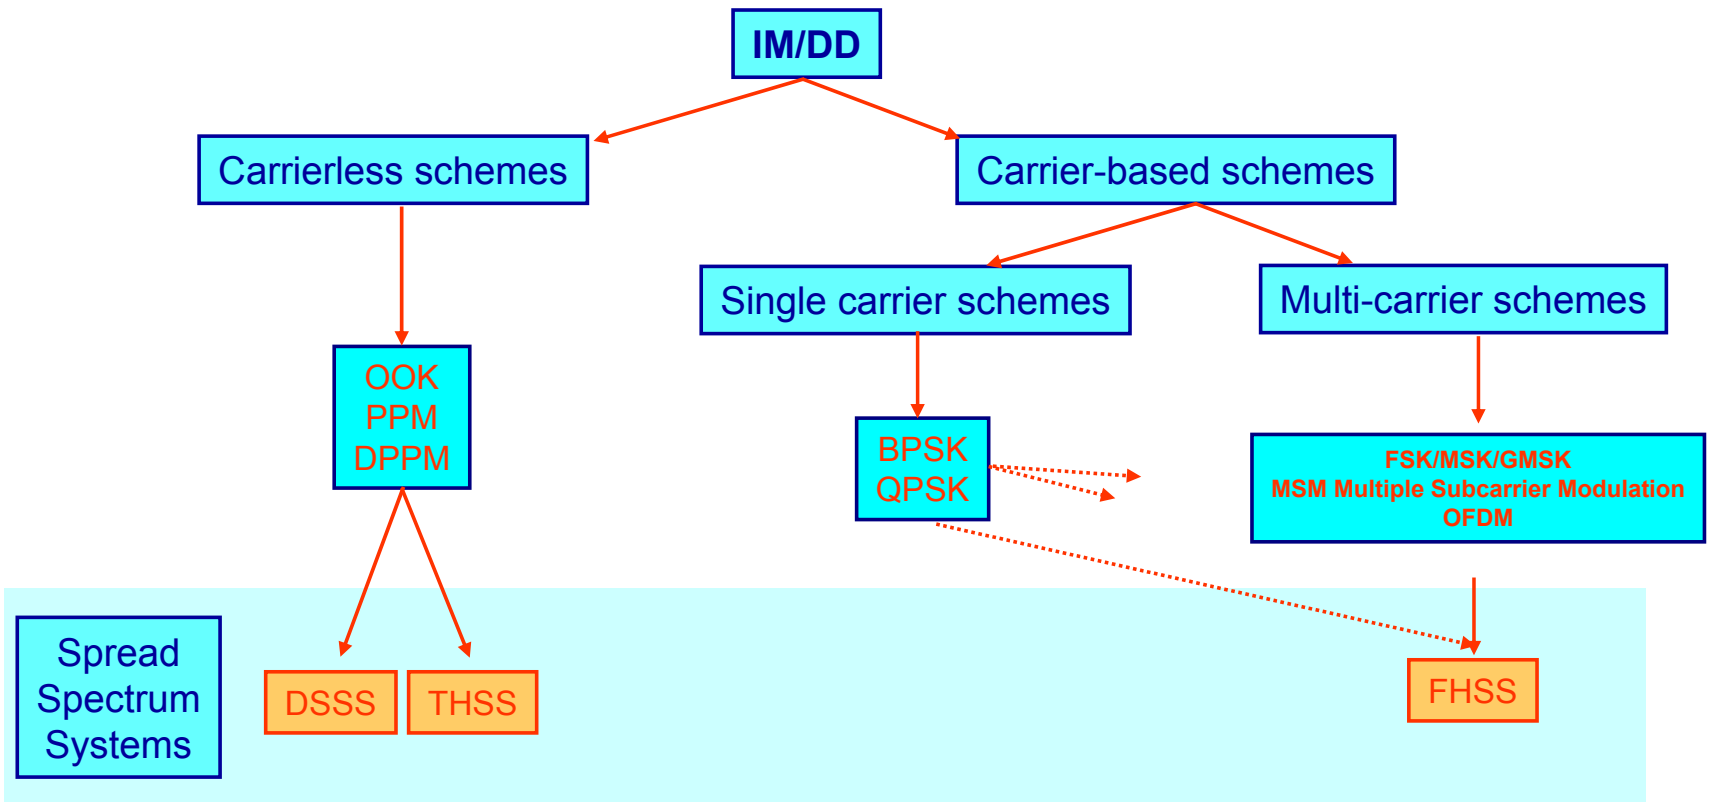 IM/DD
Carrierless schemes
Carrier-based schemes
Single carrier schemes
Multi-carrier schemes
OOK
PPM
DPPM
BPSK
QPSK
FSK/MSK/GMSK
MSM Multiple Subcarrier Modulation
OFDM
Spread
Spectrum
Systems
DSSS
THSS
FHSS